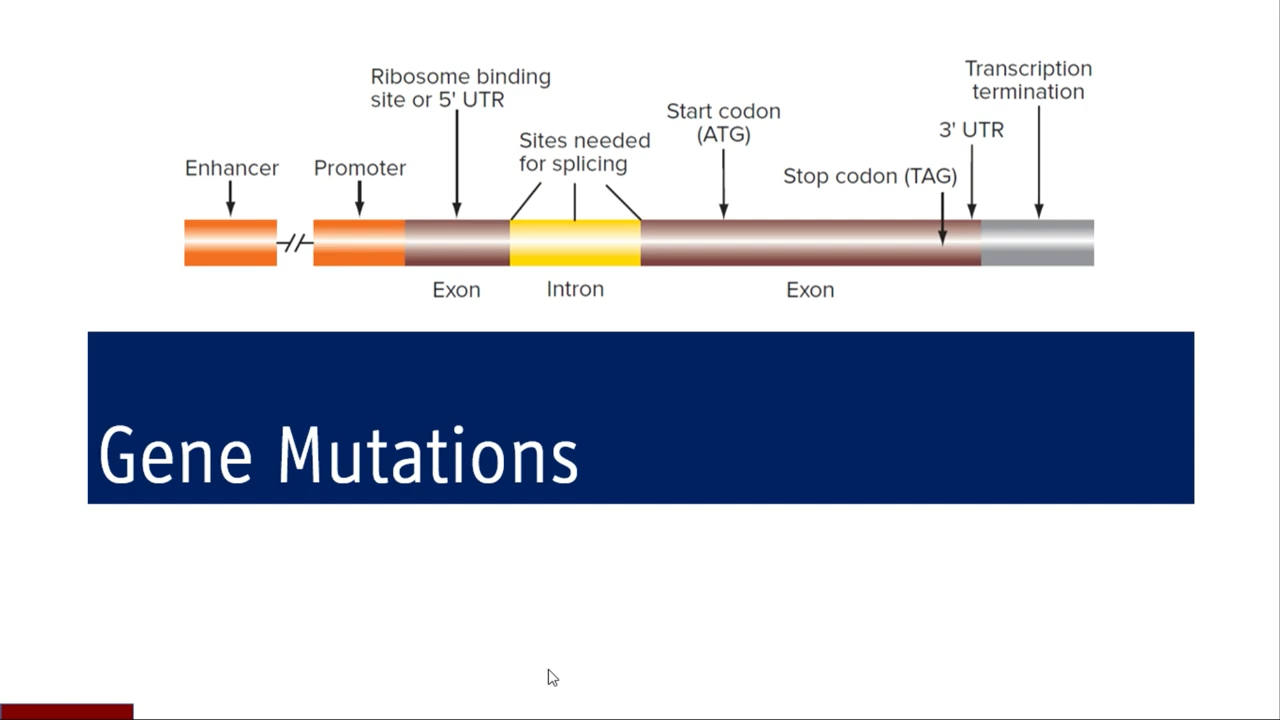 Ribosome binding
site or 5' UTR
Transcription
termination
Start codon
(ATG)
3' UTR
Sites needed
for splicing
Enhancer
Promoter
Stop codon (TAG)
Exon
Intron
Exon
Gene Mutations